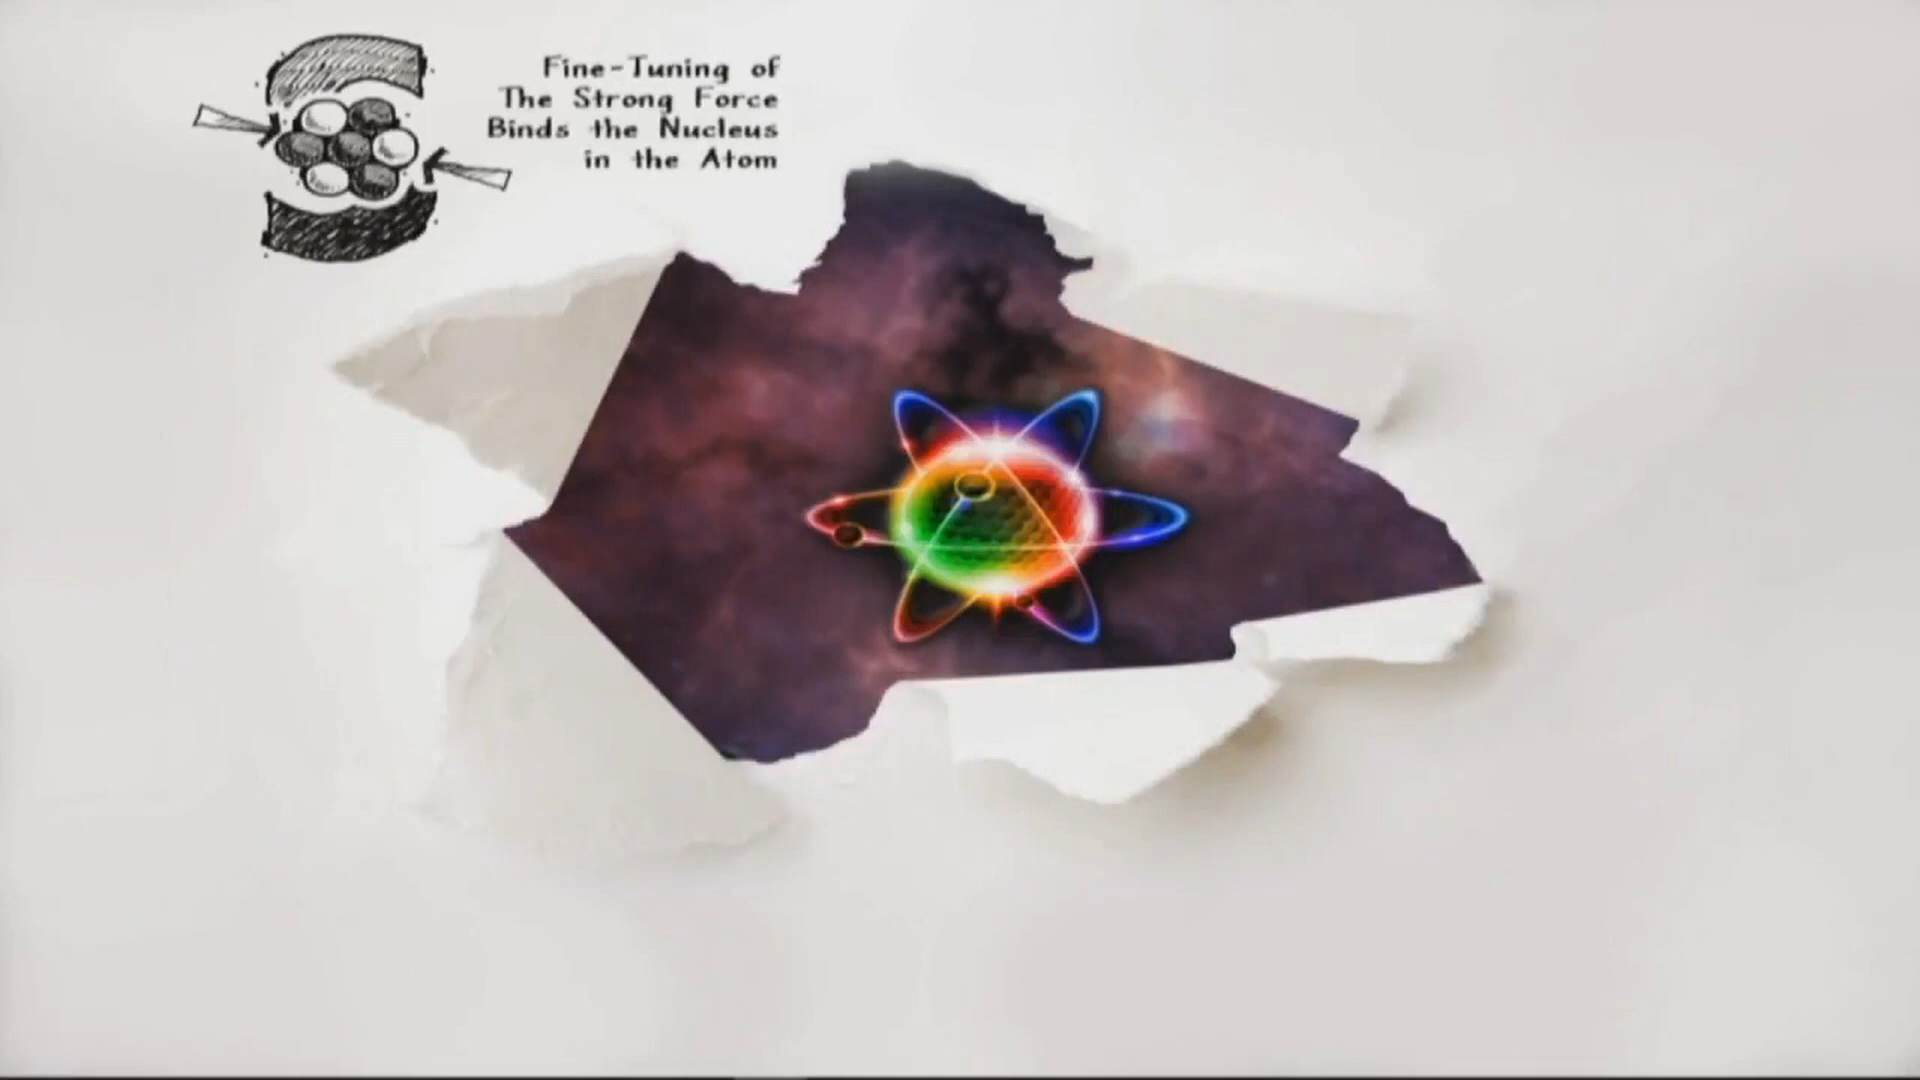 Fine-Tuning of
The Strong Force
Binds the Nucleus
in the Atom